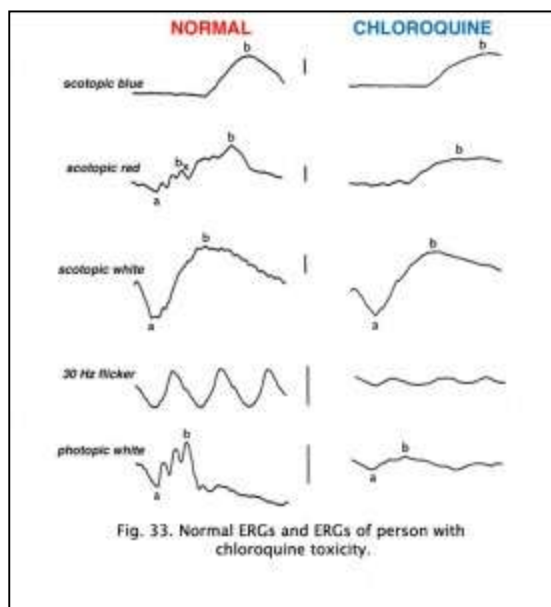 NORMAL CHLOROQUINE
b b
scotopic blue
b
bx b
scotopic red
a
b b
scotopic white
a a
30 Hz flicker
b
photopic white b
a a
Fig. 33. Normal ERGs and ERGs of person with
chloroquine toxicity.